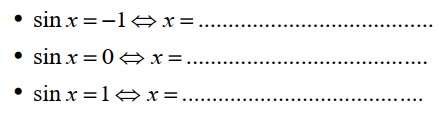 • sin x = −1 ⇔ x = ........................................
• sin x = 0 ⇔ x = .........................................
• sin x = 1 ⇔ x = .........................................